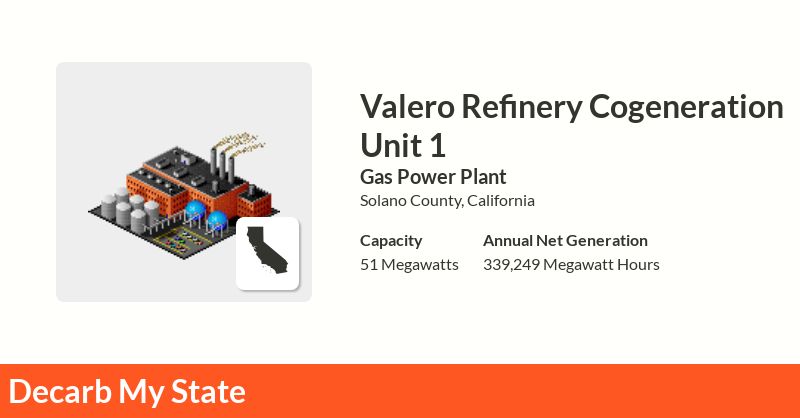 Valero Refinery Cogeneration
Unit 1
Gas Power Plant
Solano County, California
Capacity
51 Megawatts
Annual Net Generation
339,249 Megawatt Hours
Decarb My State